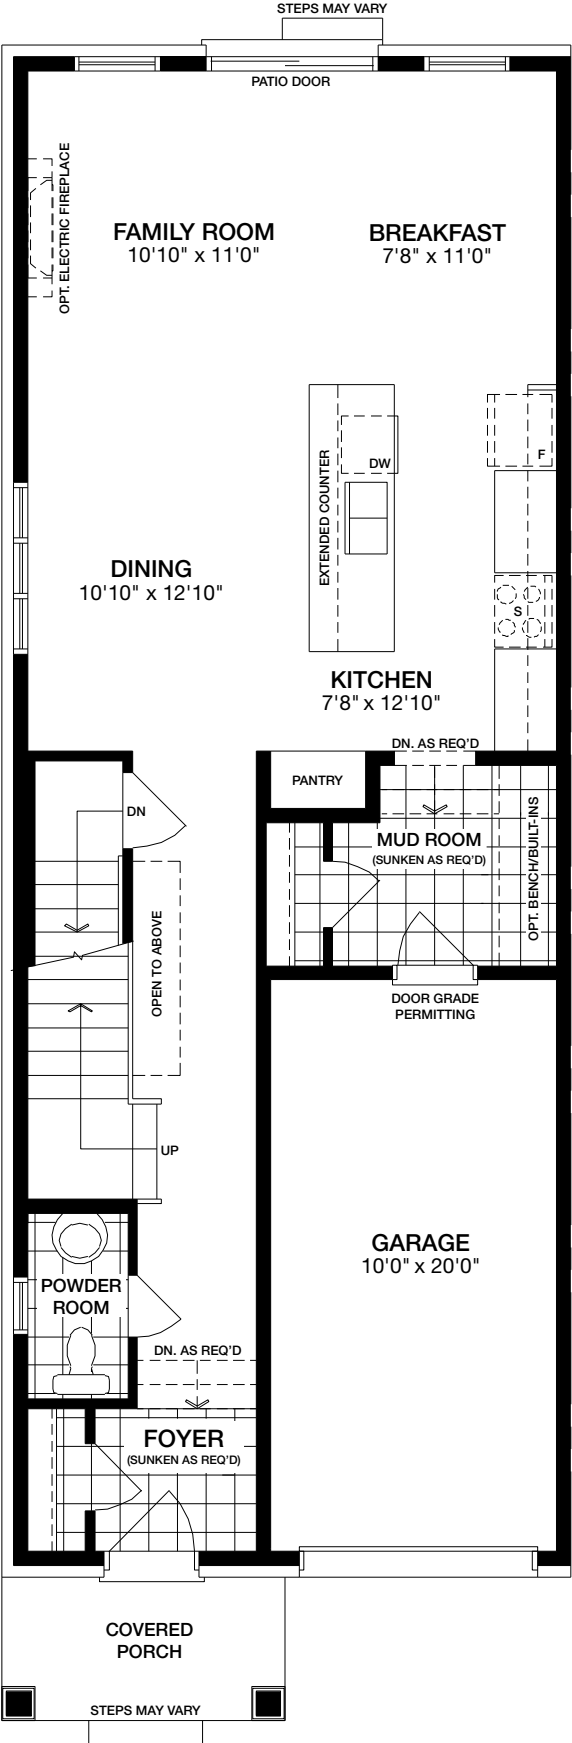 STEPS MAY VARY
PATIO DOOR
OPT. ELECTRIC FIREPLACE
FAMILY ROOM
10'10" x 11'0"
BREAKFAST
7'8" x 11'0"
EXTENDED COUNTER
DW
F
S
DINING
10'10" x 12'10"
KITCHEN
7'8" x 12'10"
DN. AS REQ'D
PANTRY
DN
MUD ROOM
(SUNKEN AS REQ'D)
OPT. BENCH/BUILT-INS
OPEN TO ABOVE
DOOR GRADE
PERMITTING
UP
GARAGE
10'0" x 20'0"
POWDER
ROOM
DN. AS REQ'D
FOYER
(SUNKEN AS REQ'D)
COVERED
PORCH
STEPS MAY VARY